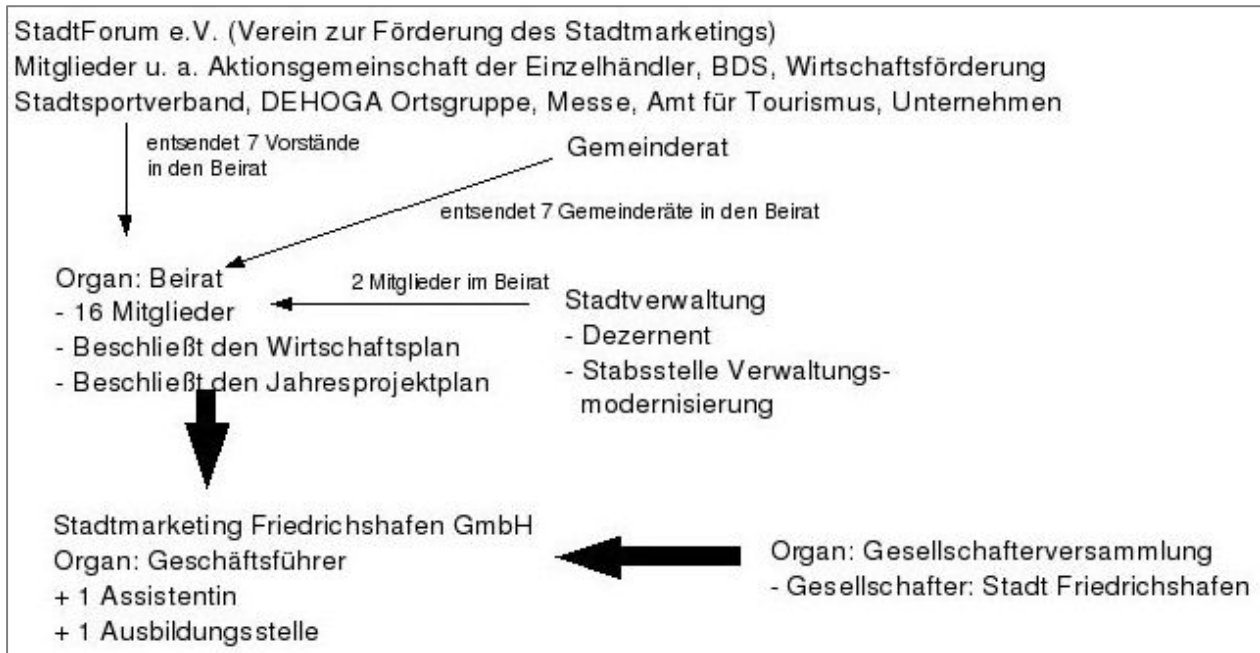 StadtForum e.V. (Verein zur Förderung des Stadtmarketings)
Mitglieder u. a. Aktionsgemeinschaft der Einzelhändler, BDS, Wirtschaftsförderung
Stadtsportverband, DEHOGA Ortsgruppe, Messe, Amt für Tourismus, Unternehmen
entsendet 7 Vorstände
in den Beirat
Gemeinderat
entsendet 7 Gemeinderäte in den Beirat
Organ: Beirat
- 16 Mitglieder
- Beschließt den Wirtschaftsplan
- Beschließt den Jahresprojektplan
2 Mitglieder im Beirat
Stadtverwaltung
- Dezernent
- Stabsstelle Verwaltungs-
modernisierung
Stadtmarketing Friedrichshafen GmbH
Organ: Geschäftsführer
+ 1 Assistentin
+ 1 Ausbildungsstelle
Organ: Gesellschafterversammlung
- Gesellschafter: Stadt Friedrichshafen